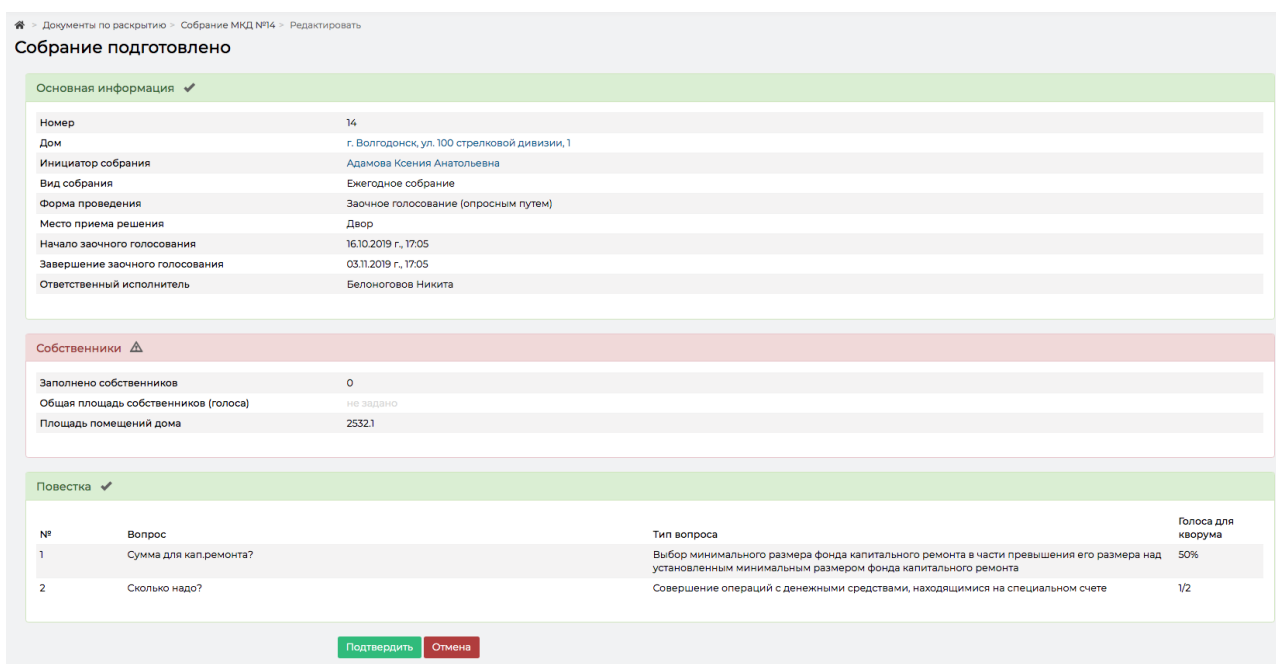 > Документы по раскрытию > Собрание МКД №14 > Редактировать
Собрание подготовлено
Основная информация
Номер 14
Дом г. Волгодонск, ул. 100 стрелковой дивизии, 1
Инициатор собрания Адамова Ксения Анатольевна
Вид собрания Ежегодное собрание
Форма проведения Заочное голосование (опросным путем)
Место приема решения Двор
Начало заочного голосования 16.10.2019 г., 17:05
Завершение заочного голосования 03.11.2019 г., 17:05
Ответственный исполнитель Белоногов​ов Никита
Собственники
Заполнено собственников 0
Общая площадь собственников (голоса) не задано
Площадь помещений дома 2532.1
Повестка
№ Вопрос Тип вопроса Голоса для
кворума
1 Сумма для кап.ремонта? Выбор минимального размера фонда капитального ремонта в части превышения его размера над 50%
установленным минимальным размером фонда капитального ремонта
2 Сколько надо? Совершение операций с денежными средствами, находящимися на специальном счете 1/2
Подтвердить Отмена